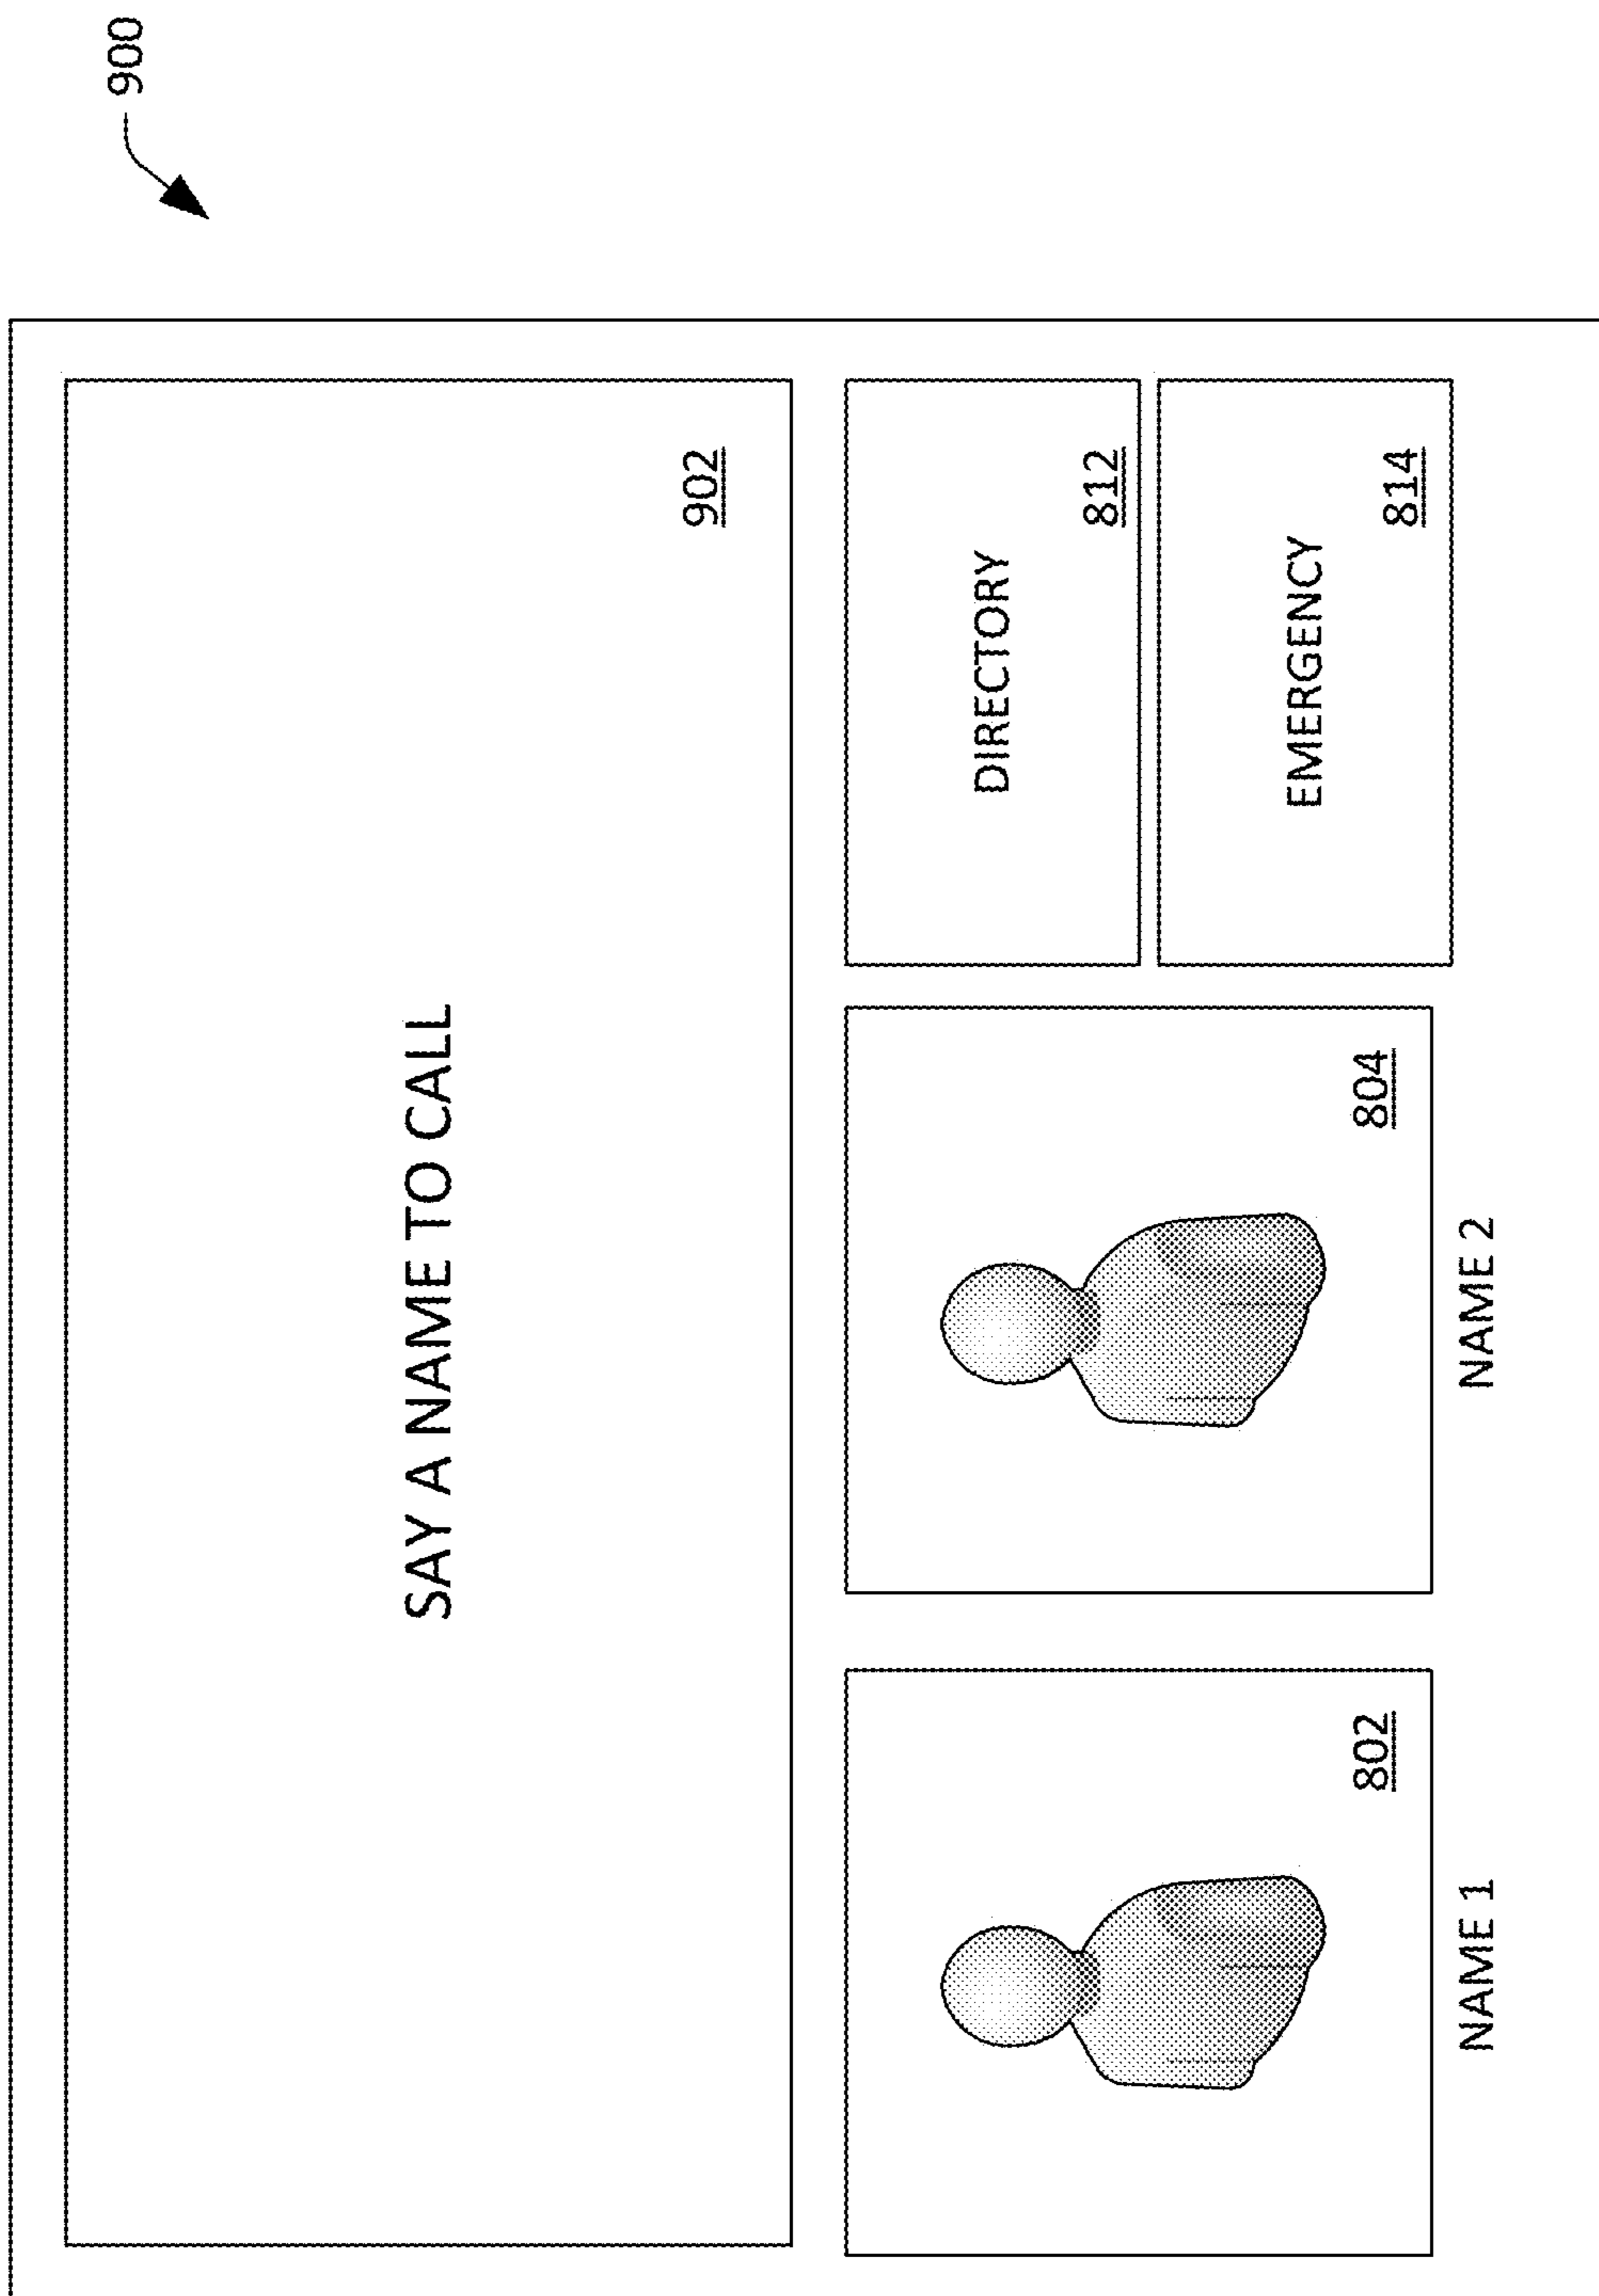 900
SAY A NAME TO CALL
902
802
NAME 1
804
NAME 2
DIRECTORY
812
EMERGENCY
814